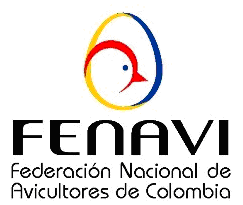 FENAVI
Federación Nacional de
Avicultores de Colombia